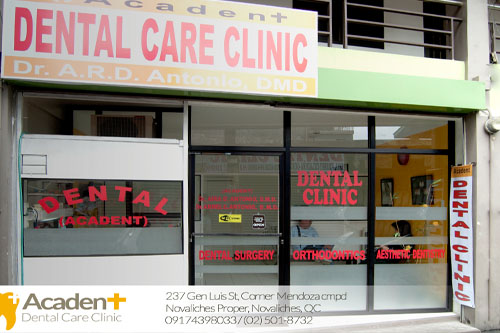 Acadent
DENTAL CARE CLINIC
Dr. A.R.D. Antonio, DMD
DENTAL
(ACADENT)
DENTAL
CLINIC
DENTAL SURGERY
ORTHODONTICS
AESTHETIC DENTISTRY
Acadent
DENTAL CLINIC
Acadent
Dental Care Clinic
237 Gen Luis St, Corner Mendoza cmpd
Novaliches Proper, Novaliches, QC
09174398033/ (02) 501-8732